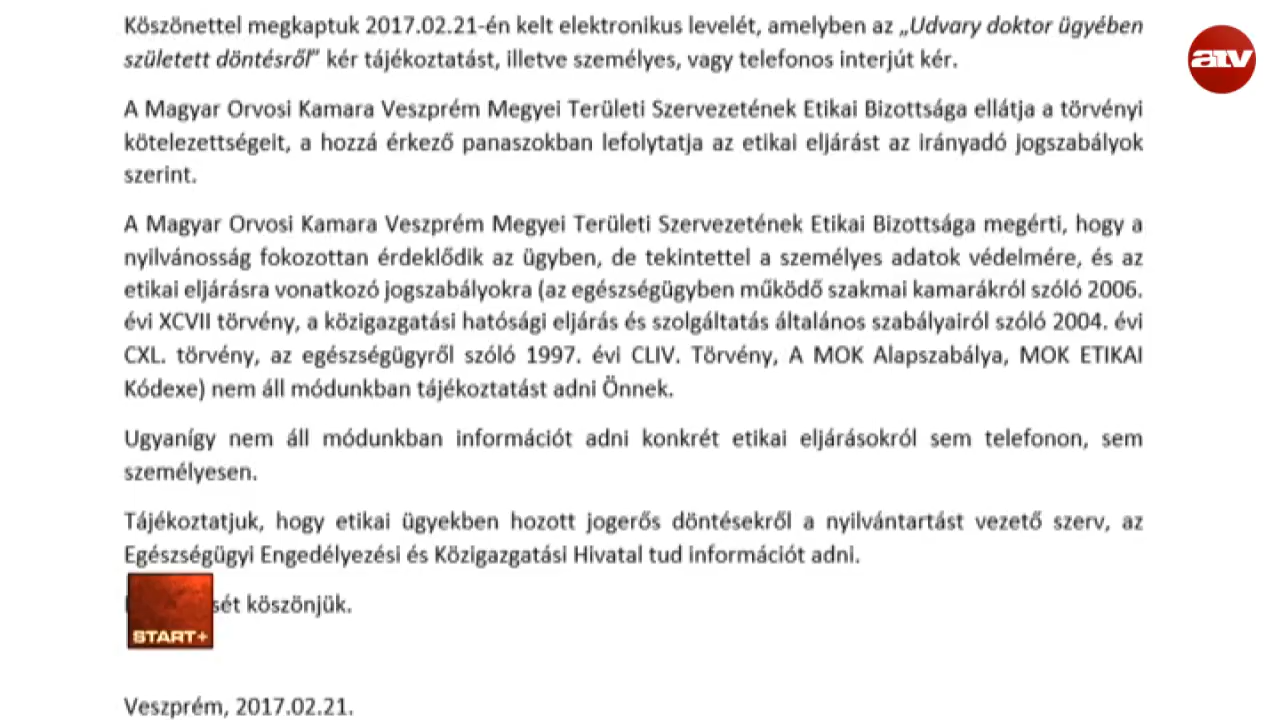 Köszönettel megkaptuk 2017.02.21-én kelt elektronikus levelét, amelyben az „Udvary doktor ügyében
született döntésről” kér tájékoztatást, illetve személyes, vagy telefonos interjút kér.
atv
A Magyar Orvosi Kamara Veszprém Megyei Területi Szervezetének Etikai Bizottsága ellátja a törvényi
kötelezettségeit, a hozzá érkező panaszokban lefolytatja az etikai eljárást az irányadó jogszabályok
szerint.
A Magyar Orvosi Kamara Veszprém Megyei Területi Szervezetének Etikai Bizottsága megérti, hogy a
nyilvánosság fokozottan érdeklődik az ügyben, de tekintettel a személyes adatok védelmére, és az
etikai eljárásra vonatkozó jogszabályokra (az egészségügyben működő szakmai kamarákról szóló 2006.
évi XCVII törvény, a közigazgatási hatósági eljárás és szolgáltatás általános szabályairól szóló 2004. évi
CXL. törvény, az egészségügyről szóló 1997. évi CLIV. Törvény, A MOK Alapszabálya, MOK ETIKAI
Kódexe) nem áll módunkban tájékoztatást adni Önnek.
Ugyanígy nem áll módunkban információt adni konkrét etikai eljárásokról sem telefonon, sem
személyesen.
Tájékoztatjuk, hogy etikai ügyekben hozott jogerős döntésekről a nyilvántartást vezető szerv, az
Egészségügyi Engedélyezési és Közigazgatási Hivatal tud információt adni.
sét köszönjük.
START+
Veszprém, 2017.02.21.